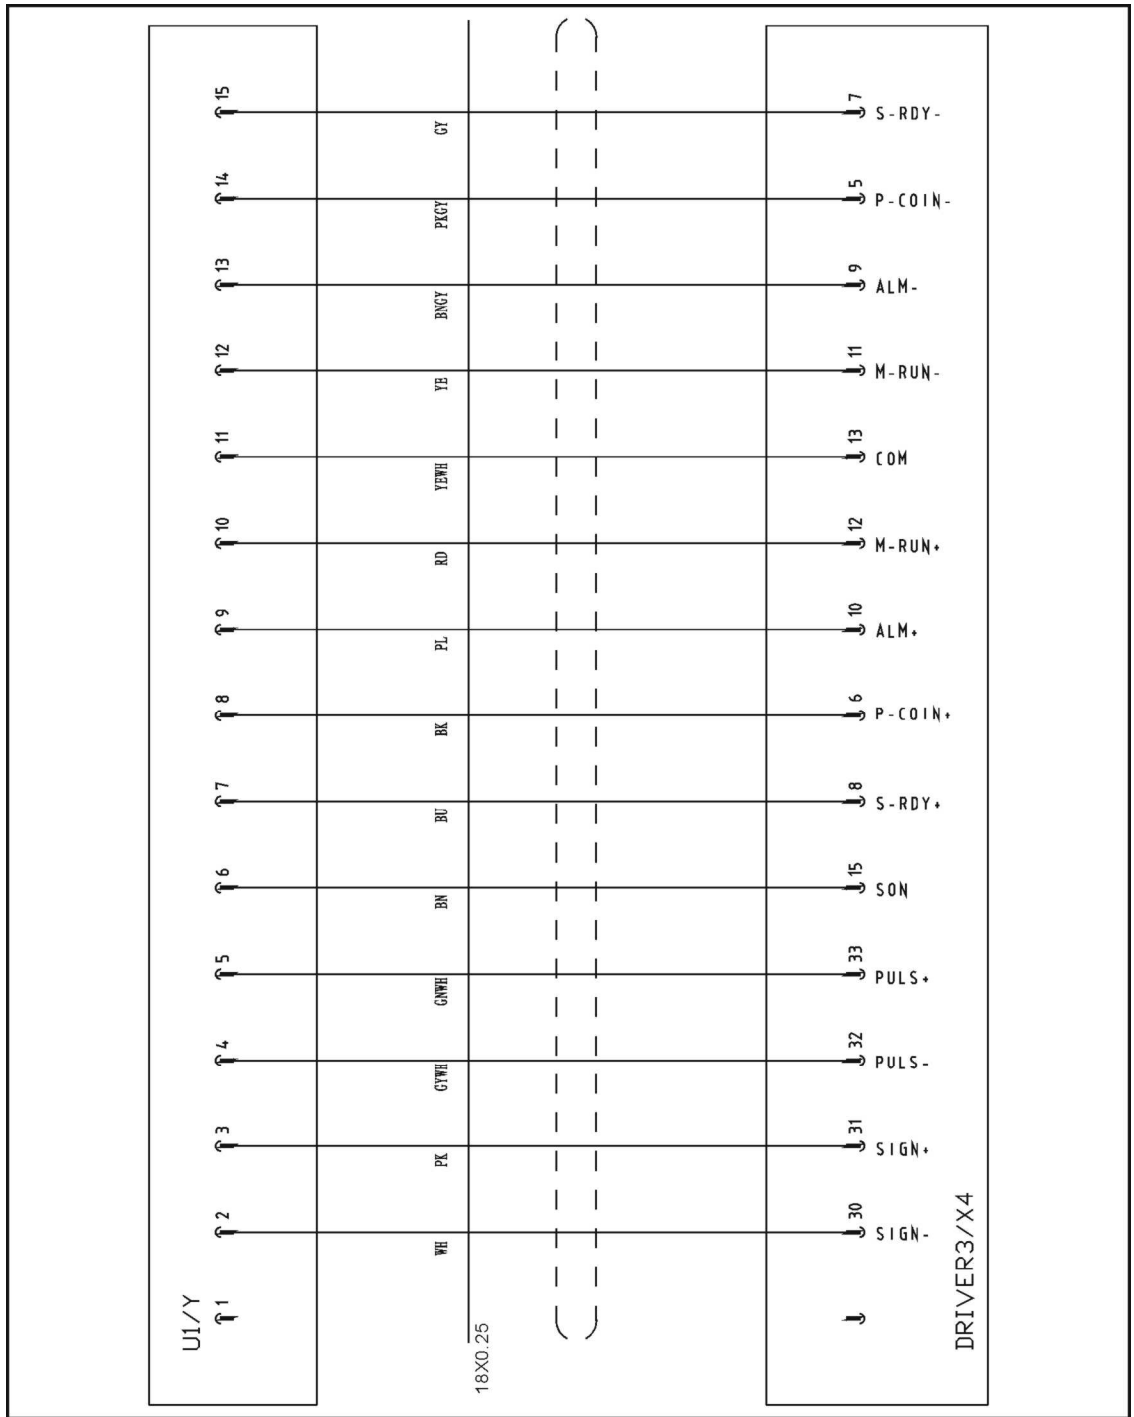 15 GY 7 S-RDY-
14 PKGY 5 P-COIN-
13 BNGY 9 ALM-
12 YE 11 M-RUN-
11 YEWH 13 COM
10 RD 12 M-RUN+
9 PL 10 ALM+
8 BK 6 P-COIN+
7 BU 8 S-RDY+
6 BN 15 SON
5 GNWH 33 PULS+
4 GYWH 32 PULS-
3 PK 31 SIGN+
2 WH 30 SIGN-
1
U1/Y
18X0.25
DRIVER3/X4